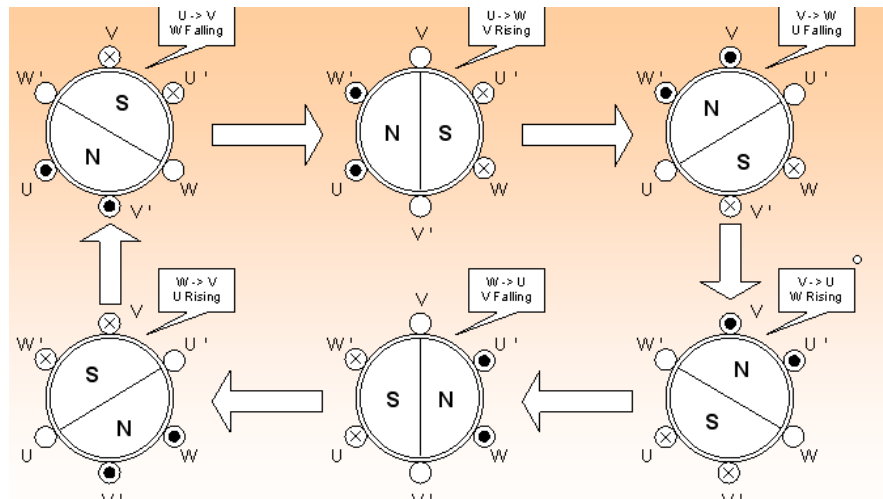 U -> V
W Falling
V
W'
U'
S
N
U
W
V'
U -> W
V Rising
V
W'
U'
N
S
U
W
V'
V -> W
U Falling
V
W'
U'
N
S
U
W
V'
W -> V
U Rising
V
W'
U'
S
N
U
W
V'
W -> U
V Falling
V
W'
U'
S
N
U
W
V'
V -> U
W Rising
V
W'
U'
N
S
U
W
V'